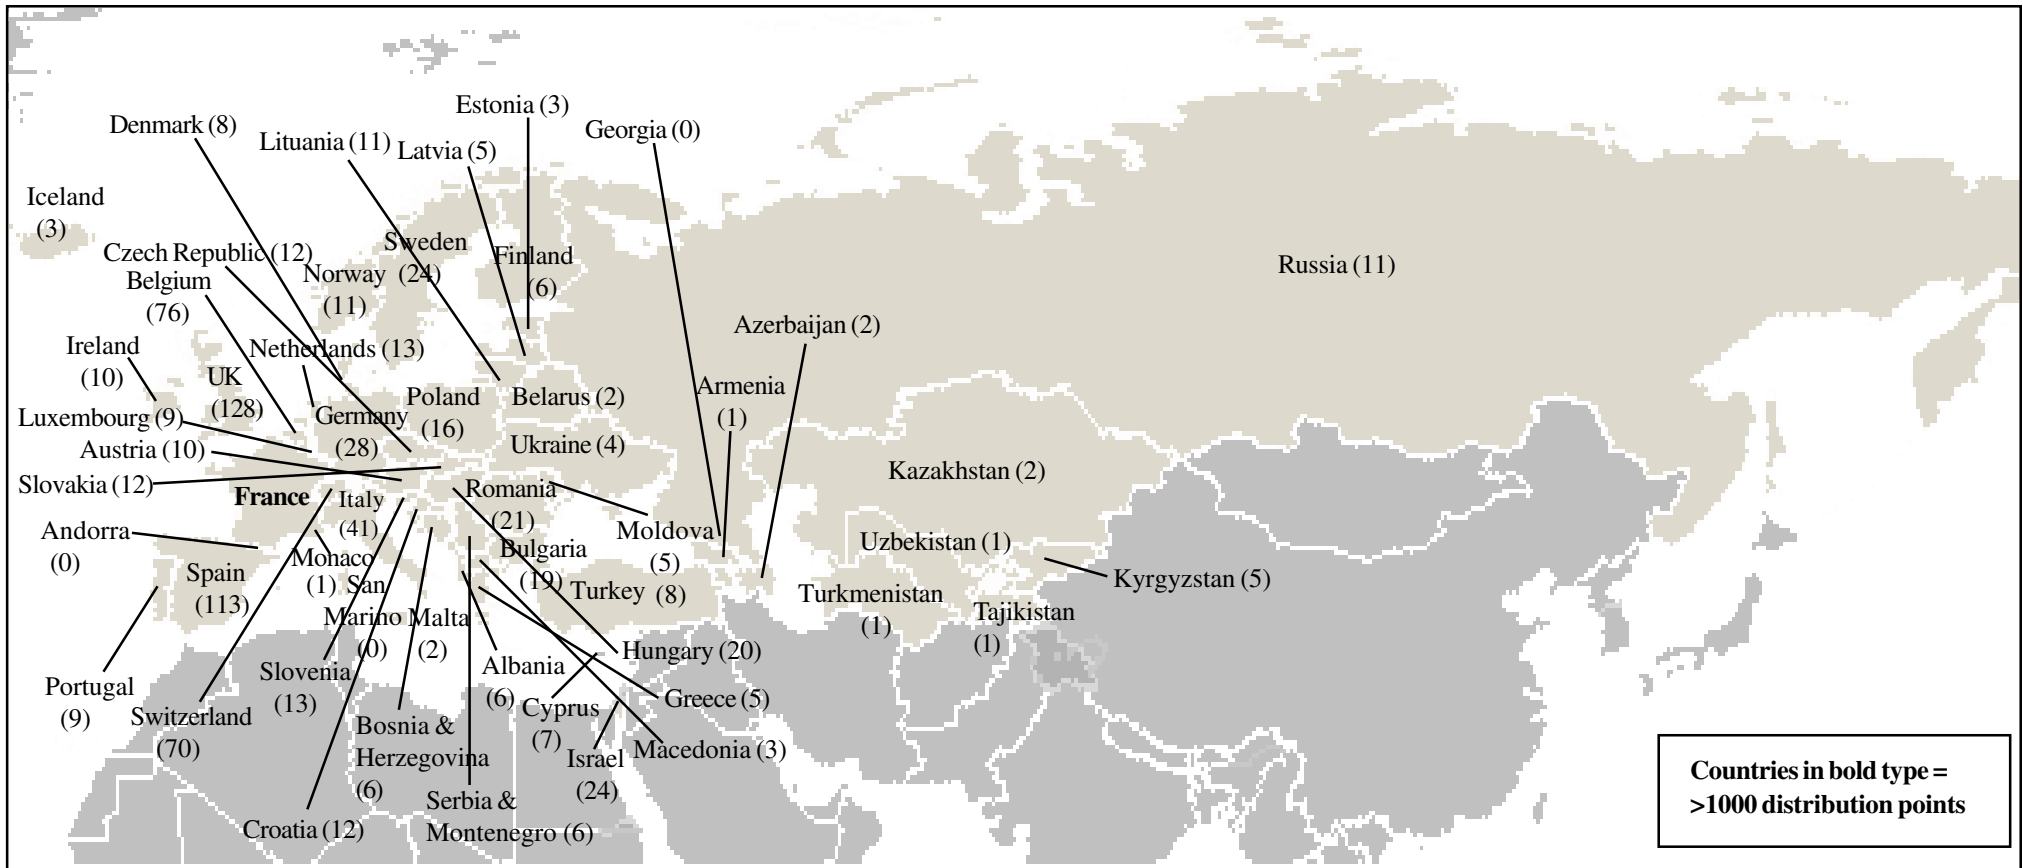 Estonia (3)
Denmark (8)
Georgia (0)
Lituania (11)
Latvia (5)
Iceland
(3)
Sweden
(24)
Czech Republic (12)
Finland
(6)
Norway
(11)
Russia (11)
Belgium
(76)
Azerbaijan (2)
Ireland
(10)
Netherlands (13)
UK
(128)
Armenia
(1)
Poland
(16)
Belarus (2)
Luxembourg (9)
Germany
(28)
Austria (10)
Ukraine (4)
Kazakhstan (2)
Slovakia (12)
France
Italy
(41)
Romania
(21)
Andorra
(0)
Moldova
(5)
Uzbekistan (1)
Monaco
(1)
Bulgaria
(19)
Spain
(113)
San
Marino
(0)
Turkey (8)
Kyrgyzstan (5)
Turkmenistan
(1)
Tajikistan
(1)
Malta
(2)
Hungary (20)
Albania
(6)
Slovenia
(13)
Portugal
(9)
Greece (5)
Cyprus
(7)
Switzerland
(70)
Bosnia &
Herzegovina
(6)
Macedonia (3)
Israel
(24)
Serbia &
Montenegro (6)
Croatia (12)
Countries in bold type =
>1000 distribution points